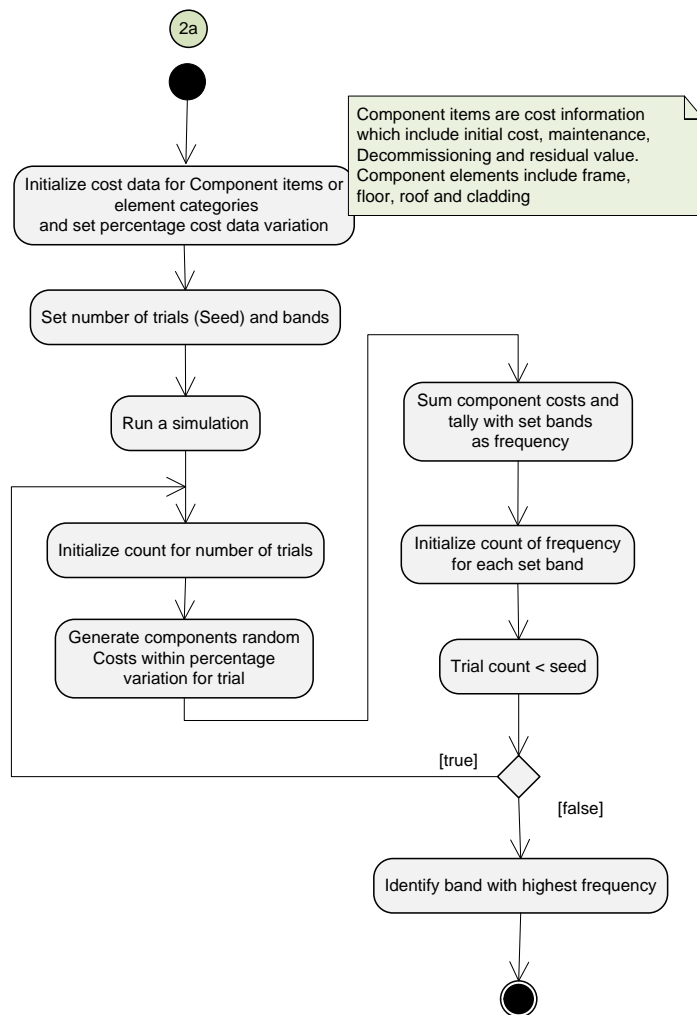 2a
Component items are cost information
which include initial cost, maintenance,
Decommissioning and residual value.
Component elements include frame,
floor, roof and cladding
Initialize cost data for Component items or
element categories
and set percentage cost data variation
Set number of trials (Seed) and bands
Run a simulation
Initialize count for number of trials
Generate components random
Costs within percentage
variation for trial
Sum component costs and
tally with set bands
as frequency
Initialize count of frequency
for each set band
Trial count < seed
[true]
[false]
Identify band with highest frequency